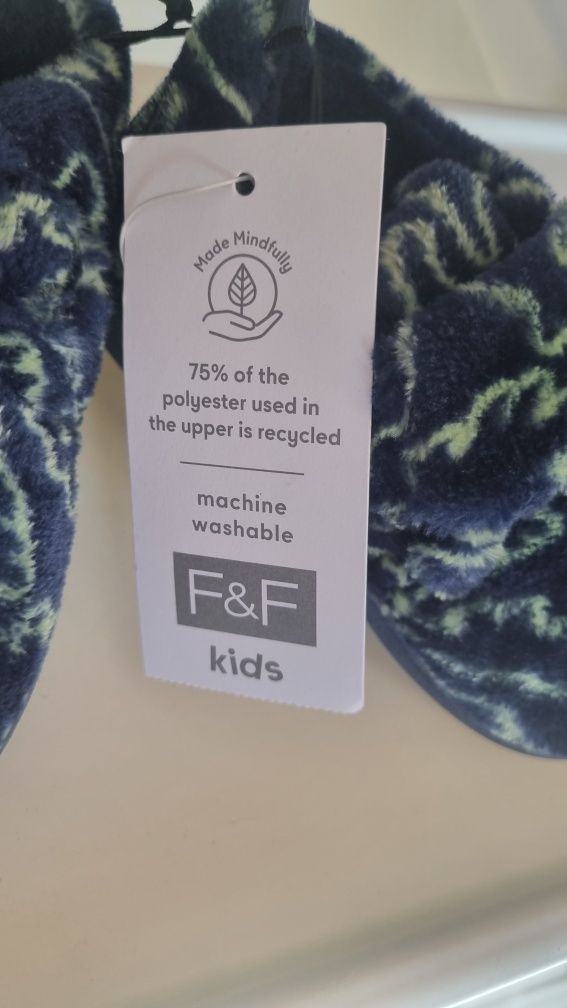 Made Mindfully
75% of the
polyester used in
the upper is recycled
machine
washable
F&F
kids